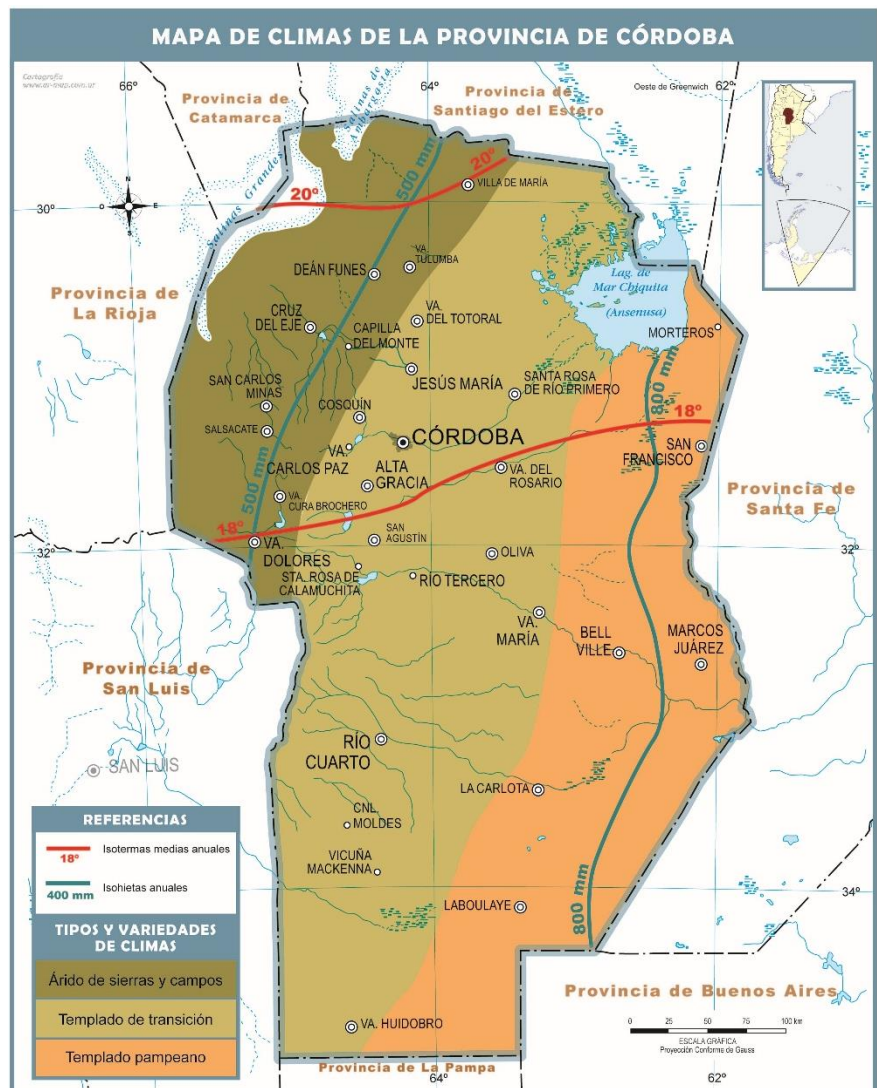 MAPA DE CLIMAS DE LA PROVINCIA DE CÓRDOBA
Cartografía
www.av-map.com.ar
66°
64°
Oeste de Greenwich
62°
Provincia de
Catamarca
Salinas de
Ambargasta
Provincia de
Santiago del Estero
N
O
E
S
30°
Salinas Grandes
20°
500 mm
20°
VILLA DE MARÍA
Dulce
DEÁN FUNES
VA.
TULUMBA
Lag. de
Mar Chiquita
(Ansenusa)
Provincia de
La Rioja
CRUZ
DEL EJE
VA.
DEL TOTORAL
CAPILLA
DEL MONTE
MORTEROS
JESÚS MARÍA
SANTA ROSA
DE RÍO PRIMERO
800 mm
SAN CARLOS
MINAS
COSQUÍN
SALSACATE
CÓRDOBA
18°
VA.
CARLOS PAZ
SAN
FRANCISCO
ALTA
GRACIA
VA. DEL
ROSARIO
500 mm
VA.
CURA BROCHERO
Provincia de
Santa Fe
18°
32°
VA.
DOLORES
SAN
AGUSTÍN
OLIVA
32°
STA. ROSA DE
CALAMUCHITA
RÍO TERCERO
VA.
MARÍA
BELL
VILLE
MARCOS
JUÁREZ
Provincia de
San Luis
RÍO
CUARTO
SAN LUIS
LA CARLOTA
CNL.
MOLDES
VICUÑA
MACKENNA
34°
LABOULAYE
800 mm
VA. HUIDOBRO
Provincia de Buenos Aires
Provincia de La Pampa
64°
62°
0 25 50 75 100 km
ESCALA GRÁFICA
Proyección Conforme de Gauss
REFERENCIAS
18°
Isotermas medias anuales
400 mm
Isohietas anuales
TIPOS Y VARIEDADES
DE CLIMAS
Árido de sierras y campos
Templado de transición
Templado pampeano